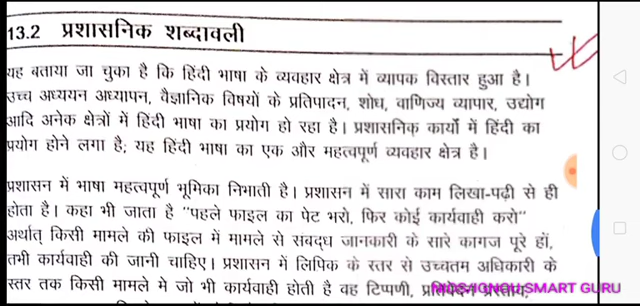 13.2 प्रशासनिक शब्दावली
यह बताया जा चुका है कि हिंदी भाषा के व्यवहार क्षेत्र में व्यापक विस्तार हुआ है।
उच्च अध्ययन अध्यापन, वैज्ञानिक विषयों के प्रतिपादन, शोध, वाणिज्य व्यापार, उद्योग
आदि अनेक क्षेत्रों में हिंदी भाषा का प्रयोग हो रहा है। प्रशासनिक कार्यो में हिंदी का
प्रयोग होने लगा है; यह हिंदी भाषा का एक और महत्वपूर्ण व्यवहार क्षेत्र है।
प्रशासन में भाषा महत्वपूर्ण भूमिका निभाती है। प्रशासन में सारा काम लिखा-पढ़ी से ही
होता है। कहा भी जाता है "पहले फाइल का पेट भरो, फिर कोई कार्यवाही करो"
अर्थात् किसी मामले की फाइल में मामले से सवद्ध जानकारी के सारे कागज पूरे हों,
तभी कार्यवाही की जानी चाहिए। प्रशासन में लिपिक के स्तर से उच्चतम अधिकारी के
स्तर तक किसी मामले मे जो भी कार्यवाही होती है वह टिप्पणी,
SMART GURU